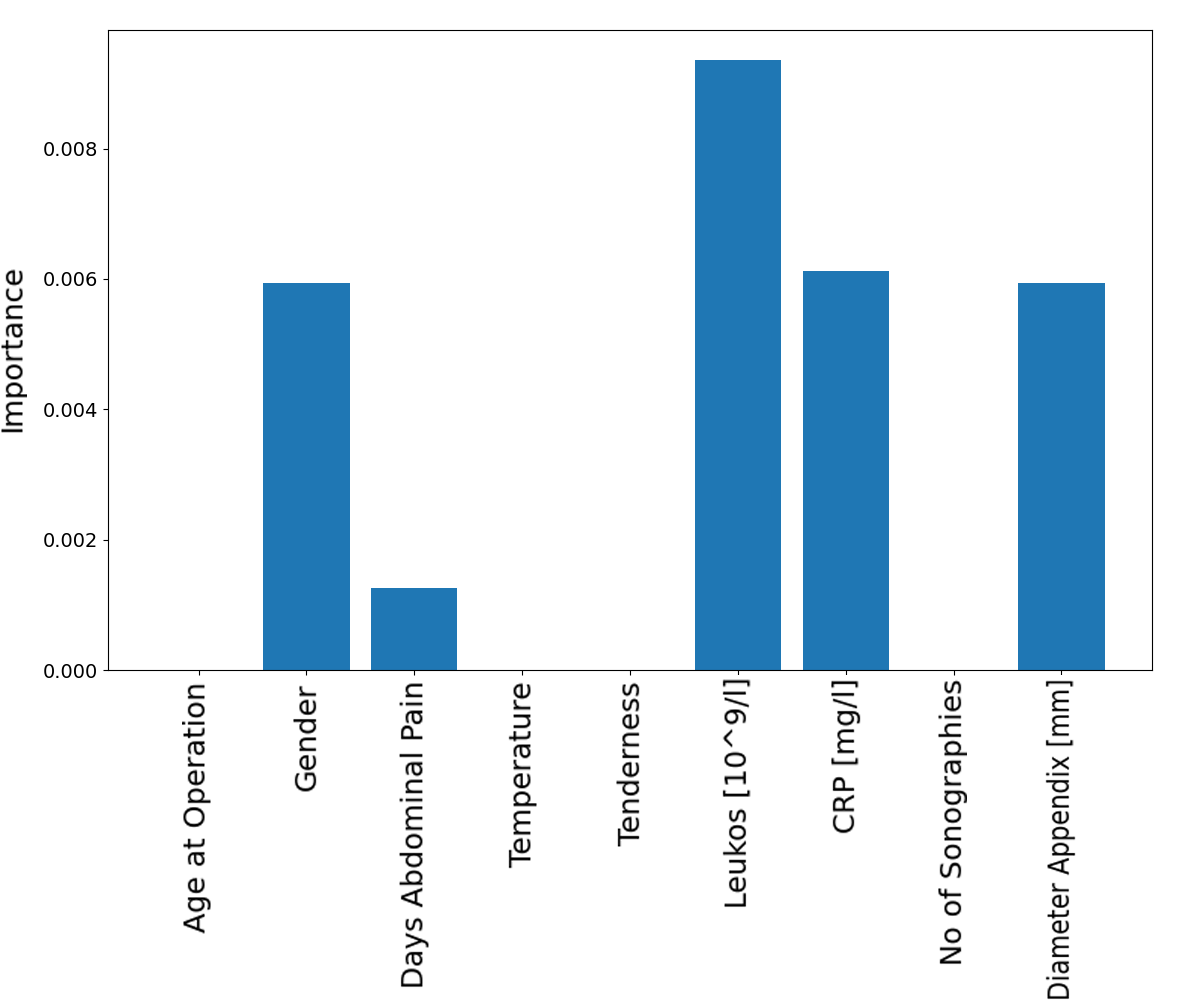 Importance
0.008
0.006
0.004
0.002
0.000
Age at Operation
Gender
Days Abdominal Pain
Temperature
Tenderness
Leukos [10^9/l]
CRP [mg/l]
No of Sonographies
Diameter Appendix [mm]